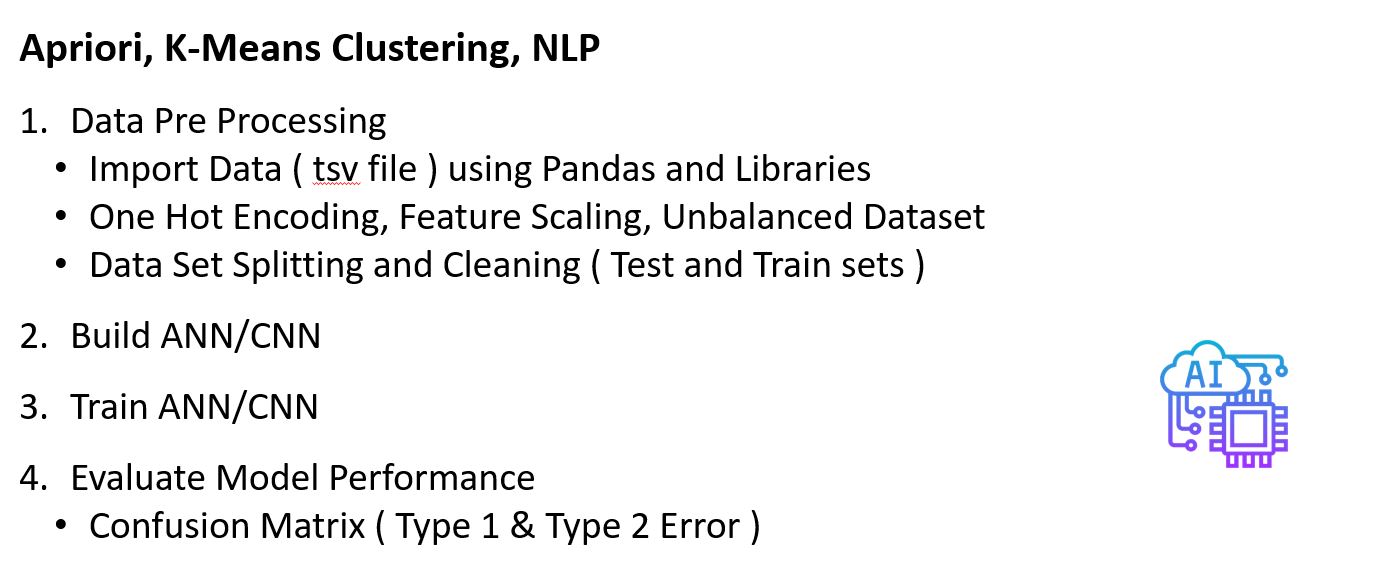 Apriori, K-Means Clustering, NLP
1. Data Pre Processing
• Import Data ( tsv file ) using Pandas and Libraries
• One Hot Encoding, Feature Scaling, Unbalanced Dataset
• Data Set Splitting and Cleaning ( Test and Train sets )
2. Build ANN/CNN
AI
3. Train ANN/CNN
4. Evaluate Model Performance
• Confusion Matrix ( Type 1 & Type 2 Error )